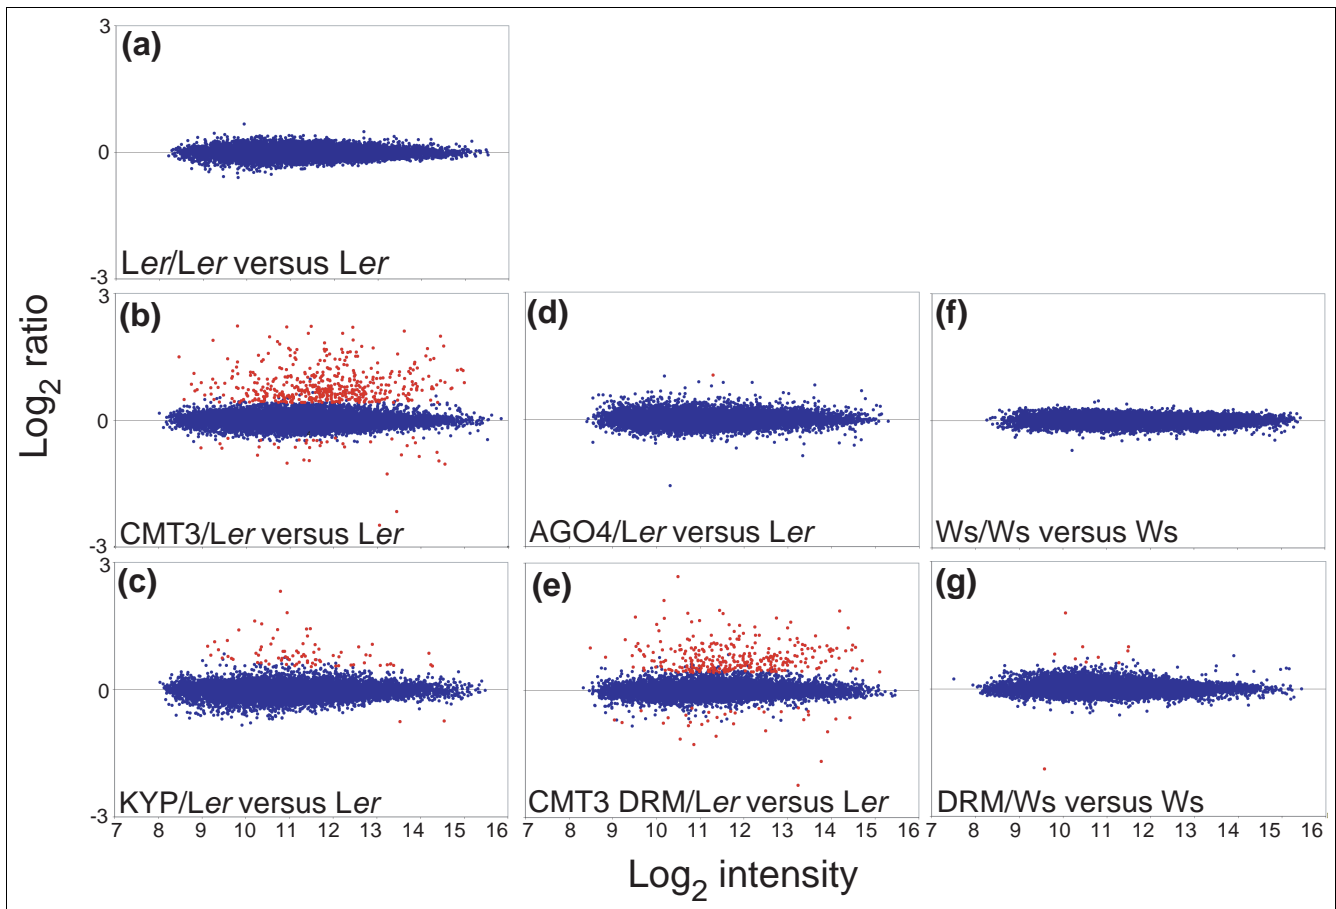 3
(a)
0
Ler/Ler versus Ler
-3
Log2 ratio
3
(b)
0
CMT3/Ler versus Ler
-3
(d)
AGO4/Ler versus Ler
(f)
Ws/Ws versus Ws
3
(c)
0
KYP/Ler versus Ler
-3
(e)
CMT3 DRM/Ler versus Ler
(g)
DRM/Ws versus Ws
7 8 9 10 11 12 13 14 15 16
7 8 9 10 11 12 13 14 15 16
7 8 9 10 11 12 13 14 15 16
Log2 intensity